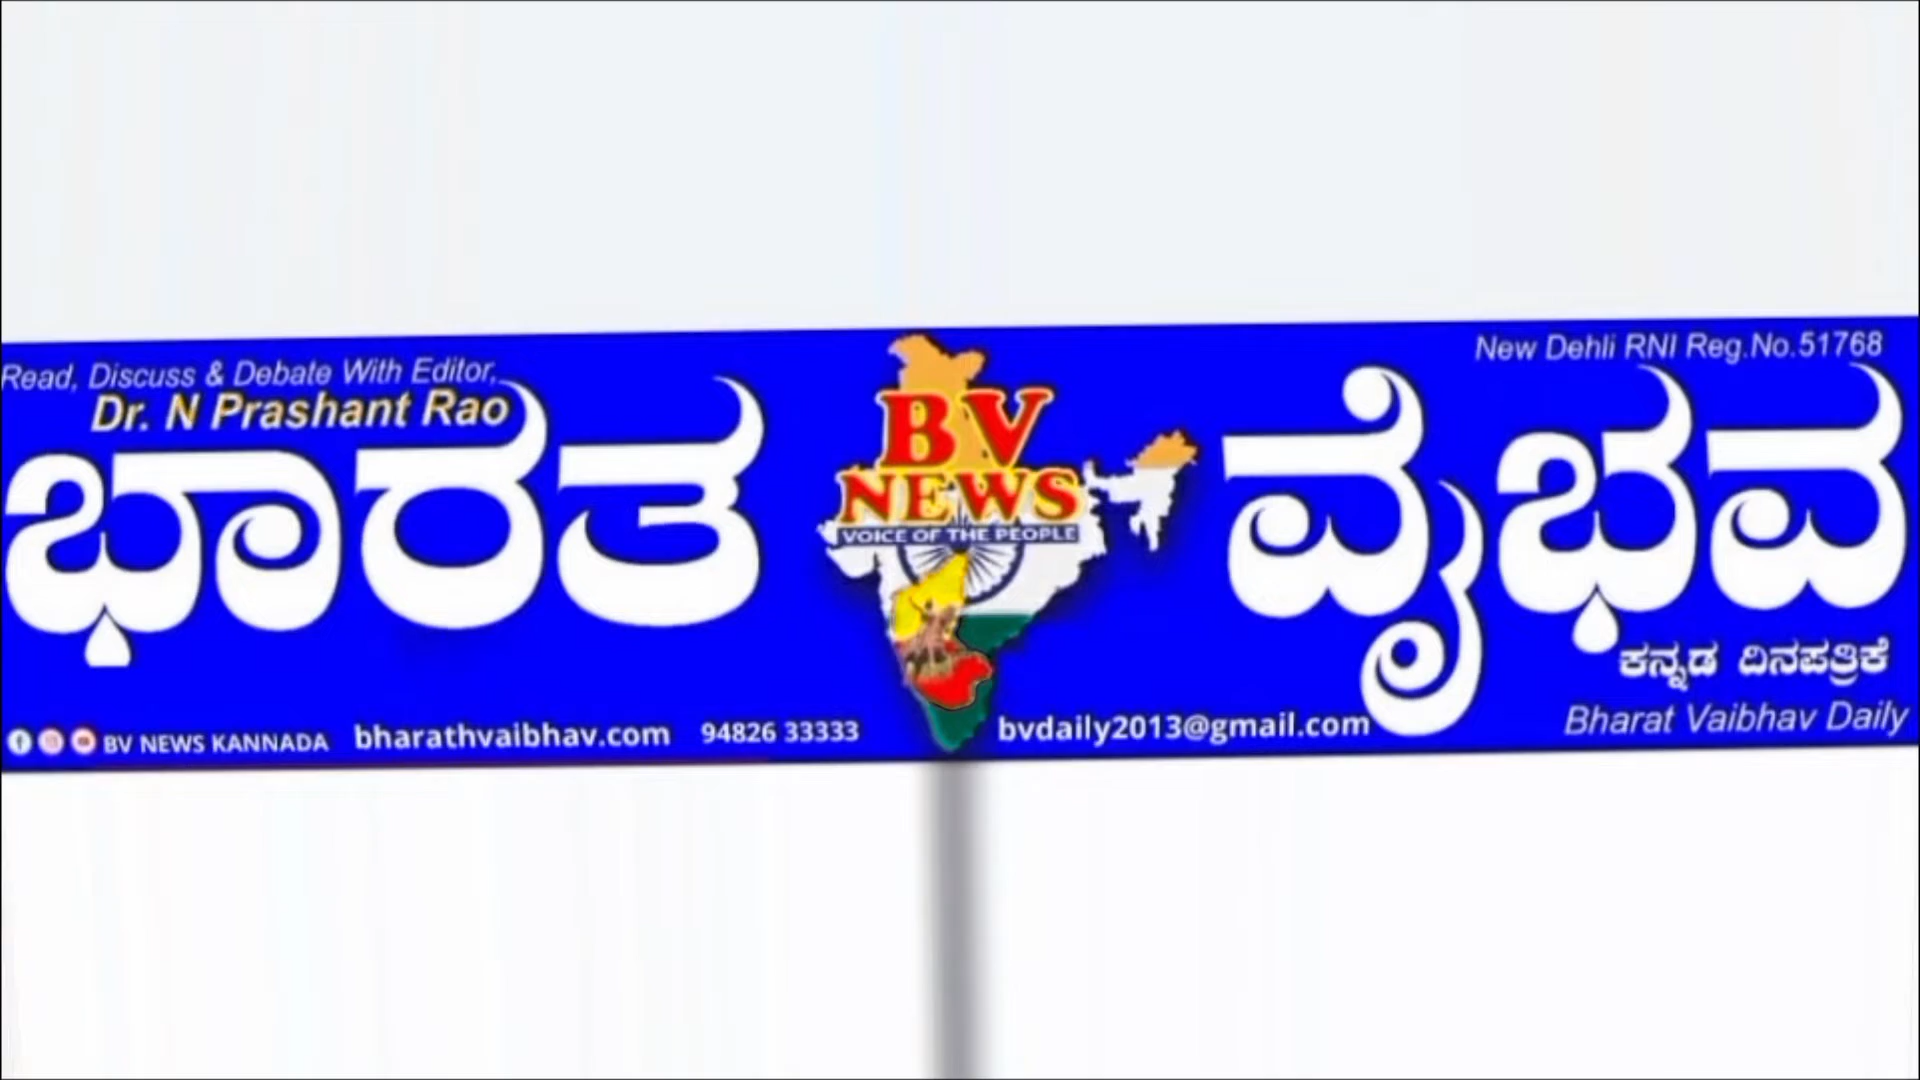 Read, Discuss & Debate With Editor,
Dr. N Prashant Rao
New Dehli RNI Reg.No.51768
ಭಾರತ
BV
NEWS
VOICE OF THE PEOPLE
ವೈಭವ
ಕನ್ನಡ ದಿನಪತ್ರಿಕೆ
Bharat Vaibhav Daily
BV NEWS KANNADA bharathvaibhav.com 94826 33333 bvdaily2013@gmail.com